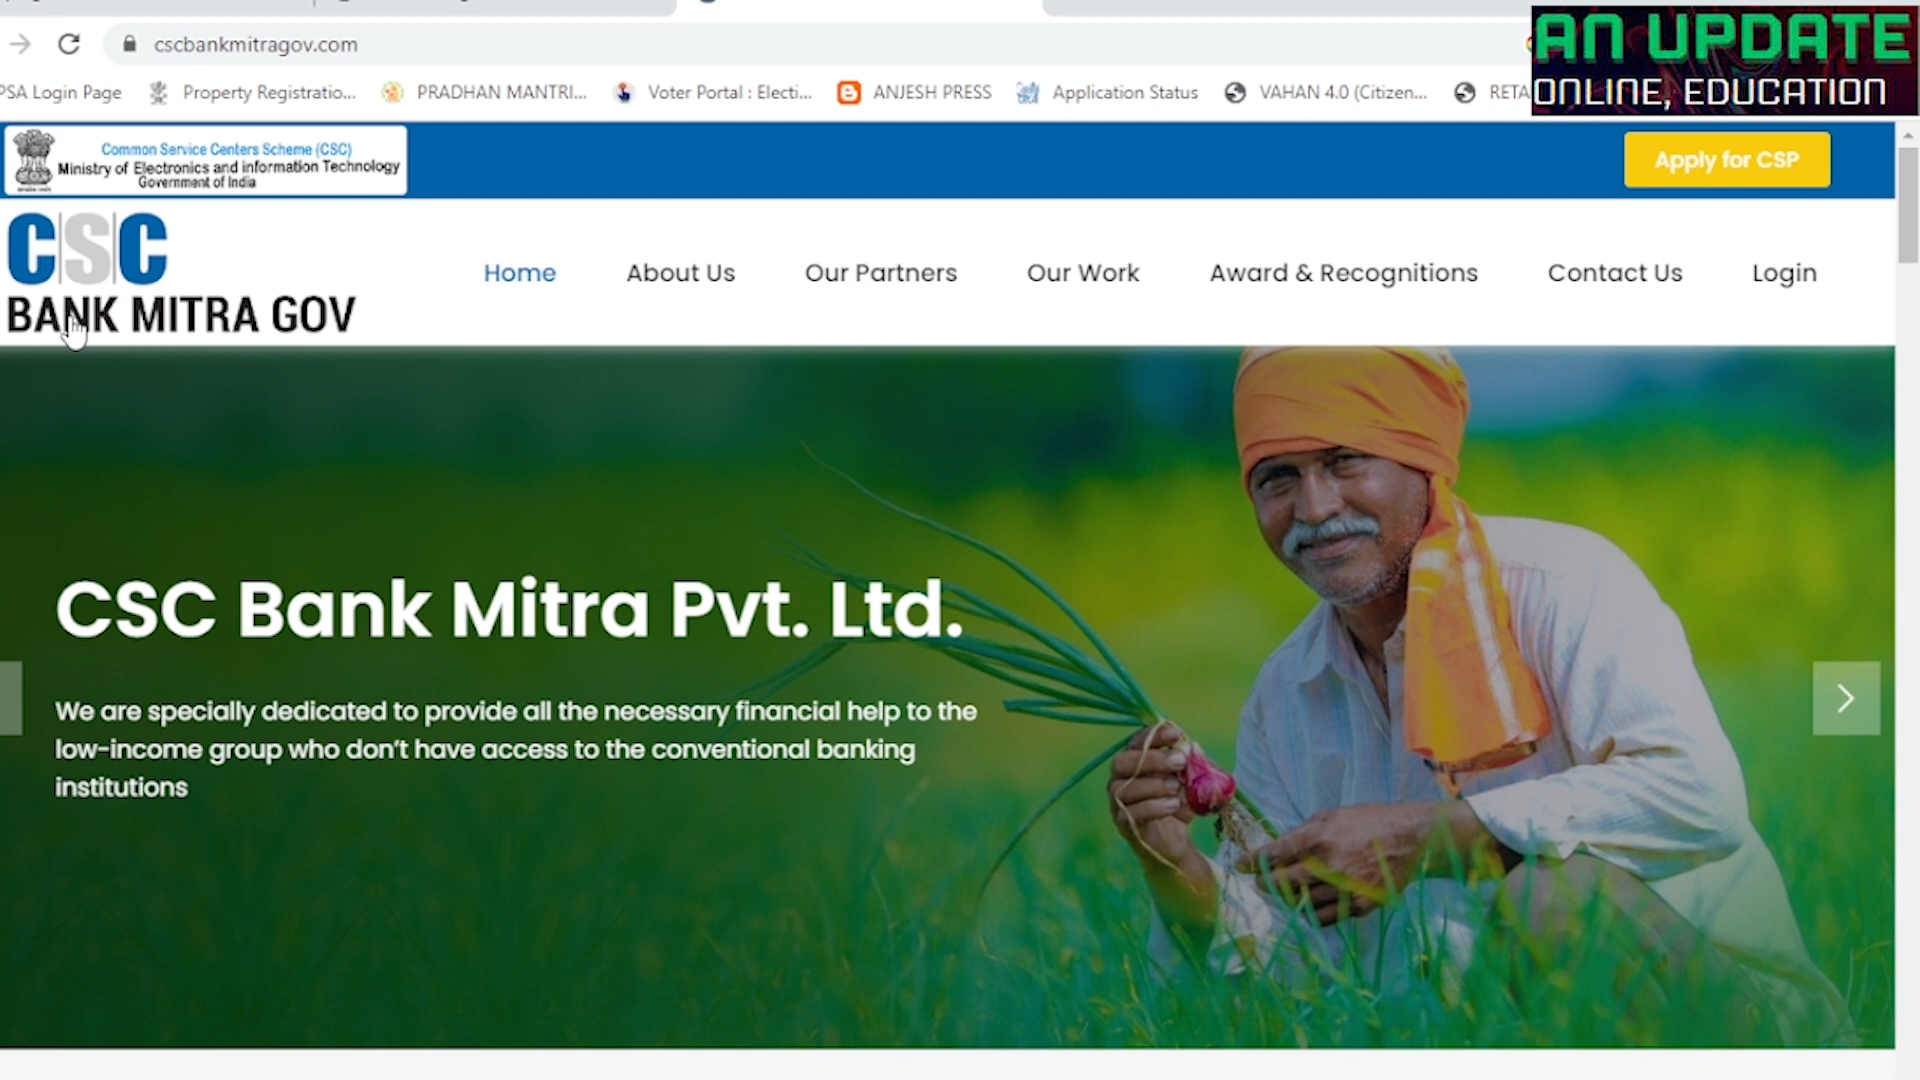 cscbankmitragov.com
AN UPDATE
ONLINE, EDUCATION
PSA Login Page
Property Registratio...
PRADHAN MANTRI...
Voter Portal : Electi...
ANJESH PRESS
Application Status
VAHAN 4.0 (Citizen...
RETA
Common Service Centers Scheme (CSC)
Ministry of Electronics and information Technology
Government of India
Apply for CSP
CSC
BANK MITRA GOV
Home
About Us
Our Partners
Our Work
Award & Recognitions
Contact Us
Login
CSC Bank Mitra Pvt. Ltd.
We are specially dedicated to provide all the necessary financial help to the
low-income group who don't have access to the conventional banking
institutions